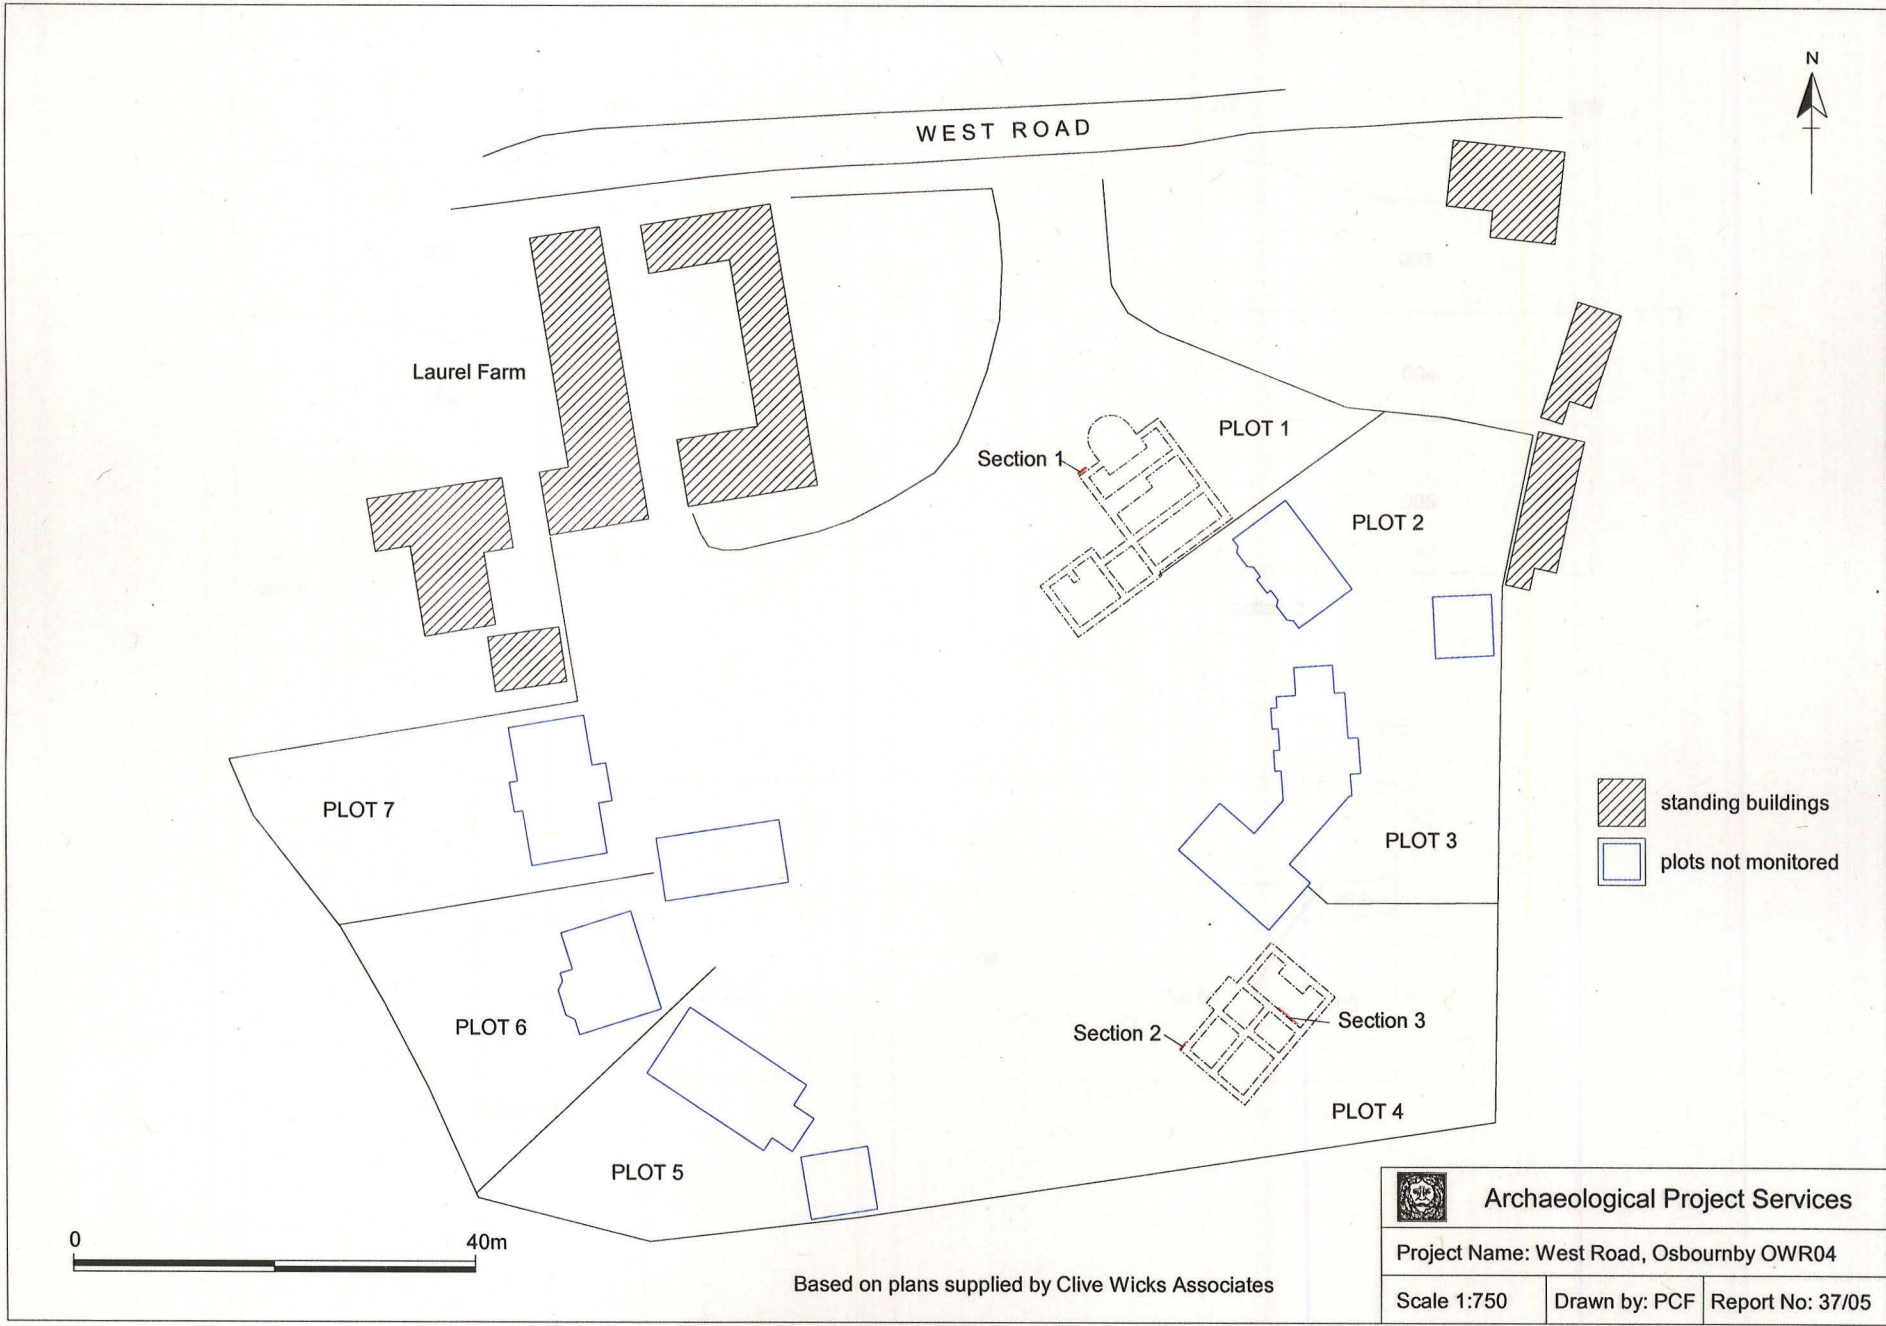 N
WEST ROAD
Laurel Farm
PLOT 1
Section 1
PLOT 2
PLOT 7
PLOT 3
standing buildings
plots not monitored
PLOT 6
Section 2
Section 3
PLOT 4
PLOT 5
0 40m
Based on plans supplied by Clive Wicks Associates
Archaeological Project Services
Project Name: West Road, Osbournby OWR04
Scale 1:750 Drawn by: PCF Report No: 37/05